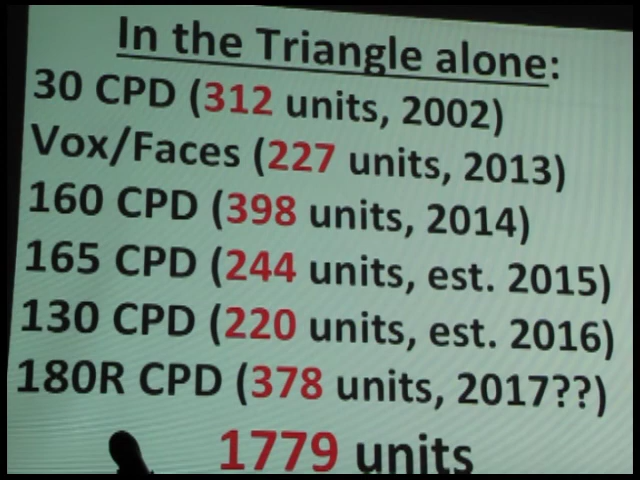 In the Triangle alone:
30 CPD (312 units, 2002)
Vox/Faces (227 units, 2013)
160 CPD (398 units, 2014)
165 CPD (244 units, est. 2015)
130 CPD (220 units, est. 2016)
180R CPD (378 units, 2017??)
1779 units